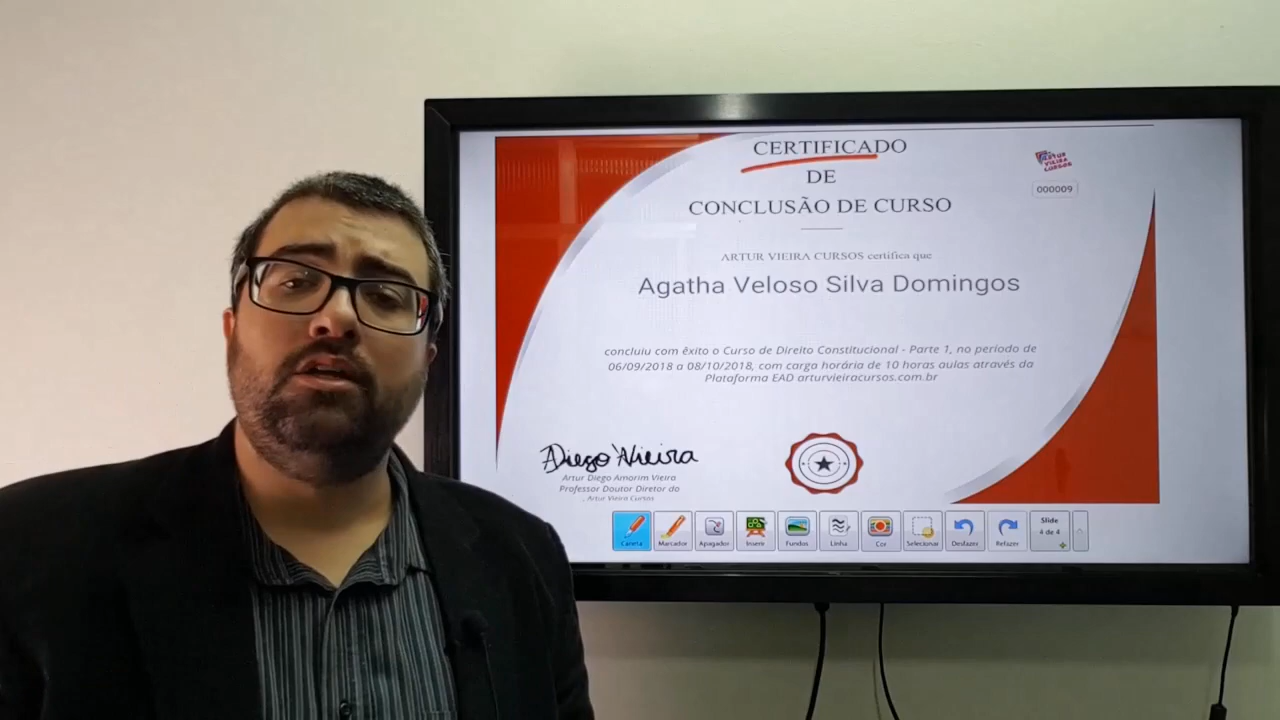 CERTIFICADO
DE
CONCLUSÃO DE CURSO
ARTUR VIEIRA CURSOS
000009
ARTUR VIEIRA CURSOS certifica que
Agatha Veloso Silva Domingos
concluiu com êxito o Curso de Direito Constitucional - Parte 1, no período de
06/09/2018 a 08/10/2018, com carga horária de 10 horas aulas através da
Plataforma EAD arturvieiracursos.com.br
Diego Vieira
Artur Diego Amorim Vieira
Professor Doutor Diretor do
Artur Vieira Cursos
Caneta Marcador Apagador Inserir Fundos Linha Cor Selecionar Desfazer Refazer
Slide
4 de 4